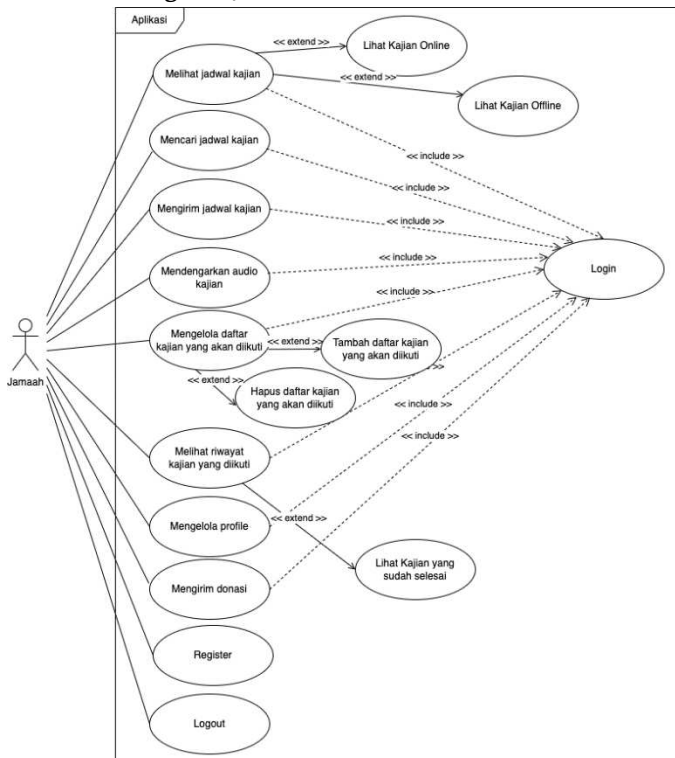 Aplikasi
<< extend >>
Lihat Kajian Online
Melihat jadwal kajian
<< extend >>
Lihat Kajian Offline
Mencari jadwal kajian
<< include >>
<< include >>
Mengirim jadwal kajian
<< include >>
<< include >>
Mendengarkan audio
kajian
Login
<< include >>
Mengelola daftar
kajian yang akan diikuti
<< extend >>
Tambah daftar kajian
yang akan diikuti
Jamaah
<< extend >>
Hapus daftar kajian
yang akan diikuti
>>
<< include >>
Melihat riwayat
kajian yang diikuti
<< include >>
<< extend >>
Mengelola profile
Lihat Kajian yang
sudah selesai
Mengirim donasi
Register
Logout